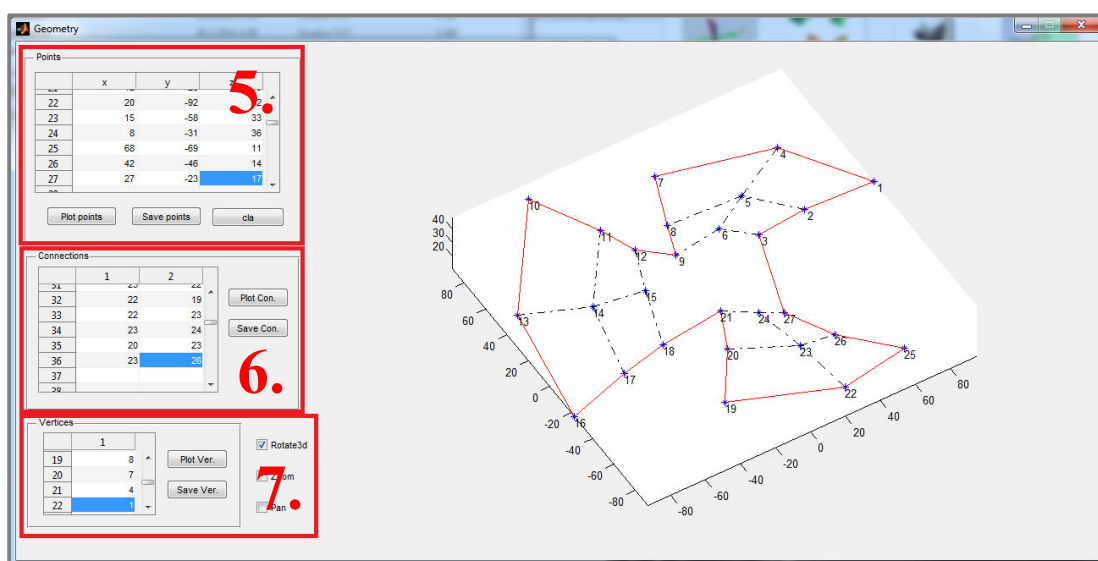 Geometry
Points
x y
22 20 -92
23 15 -58 33
24 8 -31 36
25 68 -69 11
26 42 -46 14
27 27 -23 17
5.
Plot points Save points cla
Connections
1 2
32 22 19
33 22 23
34 23 24
35 20 23
36 23 26
37
Plot Con.
Save Con.
6.
Vertices
1
19 8
20 7
21 4
22 1
Plot Ver.
Save Ver.
Rotate3d
Pan
7.
40
30
20
80
60
40
20
0
-20
-40
-60
-80
-80
-60
-40
-20
0
20
40
60
80
4
7
1
5
10
2
8
6
3
11
12
9
15
14
13
21
24
27
26
18
20
23
25
17
22
19
16